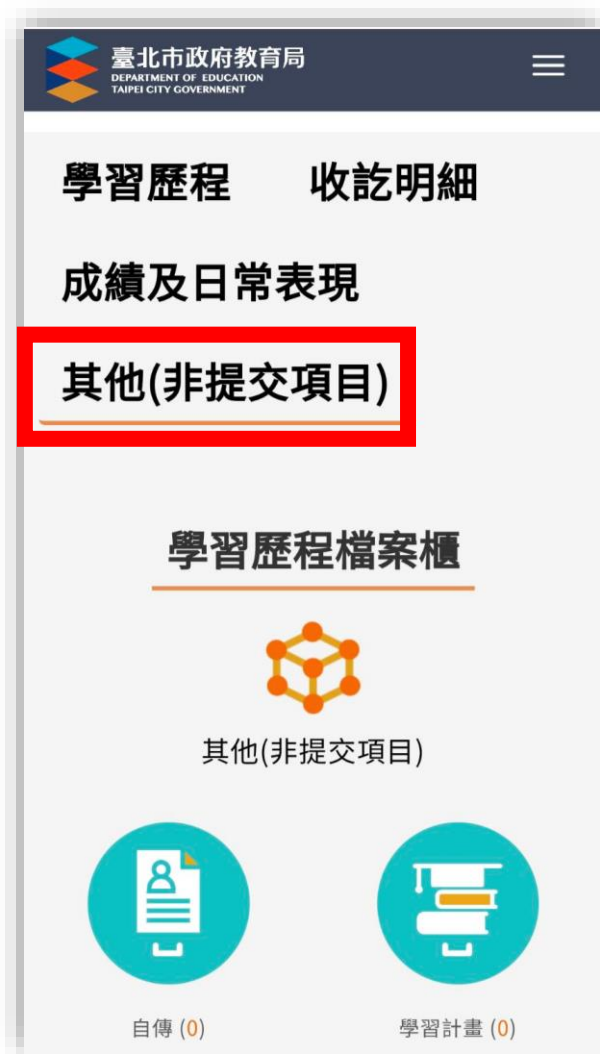 臺北市政府教育局
DEPARTMENT OF EDUCATION
TAIPEI CITY GOVERNMENT
學習歷程 收訖明細
成績及日常表現
其他(非提交項目)
學習歷程檔案櫃
其他(非提交項目)
自傳 (0) 學習計畫 (0)